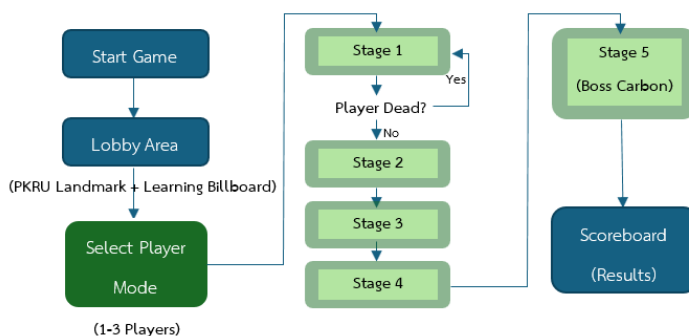 Start Game
Lobby Area
(PKRU Landmark + Learning Billboard)
Select Player
Mode
(1-3 Players)
Stage 1
Yes
Player Dead?
No
Stage 2
Stage 3
Stage 4
Stage 5
(Boss Carbon)
Scoreboard
(Results)